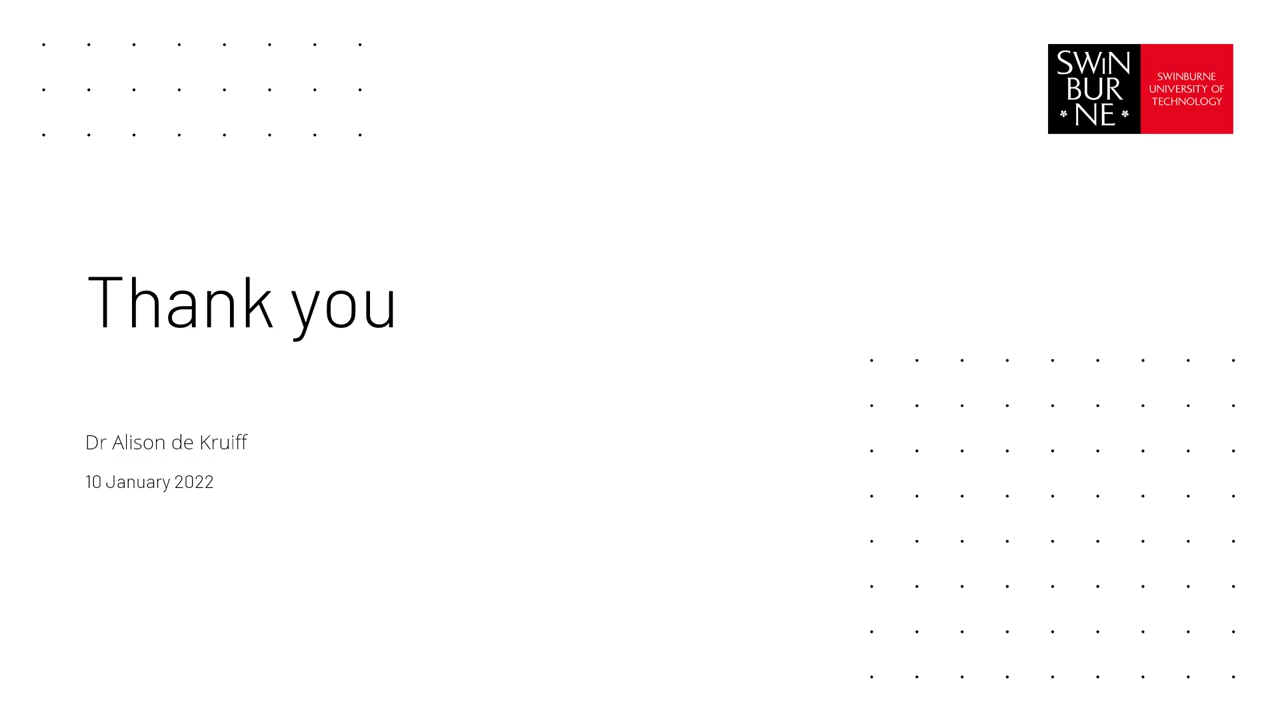 SWiN
BUR
NE
SWINBURNE
UNIVERSITY OF
TECHNOLOGY
Thank you
Dr Alison de Kruiff
10 January 2022